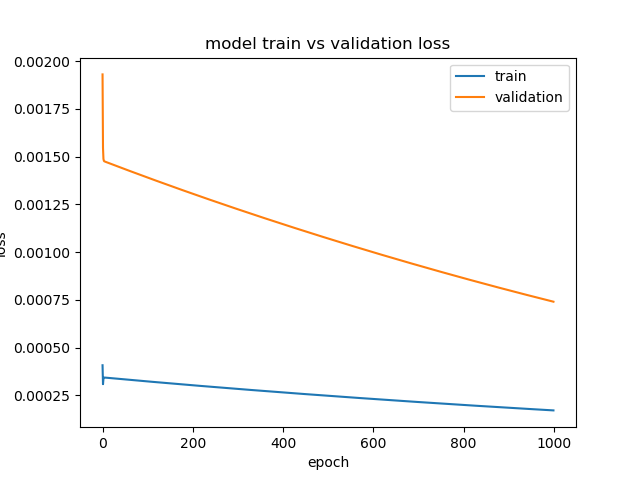 model train vs validation loss
train
validation
0.00200
0.00175
0.00150
0.00125
0.00100
0.00075
0.00050
0.00025
loss
0 200 400 600 800 1000
epoch